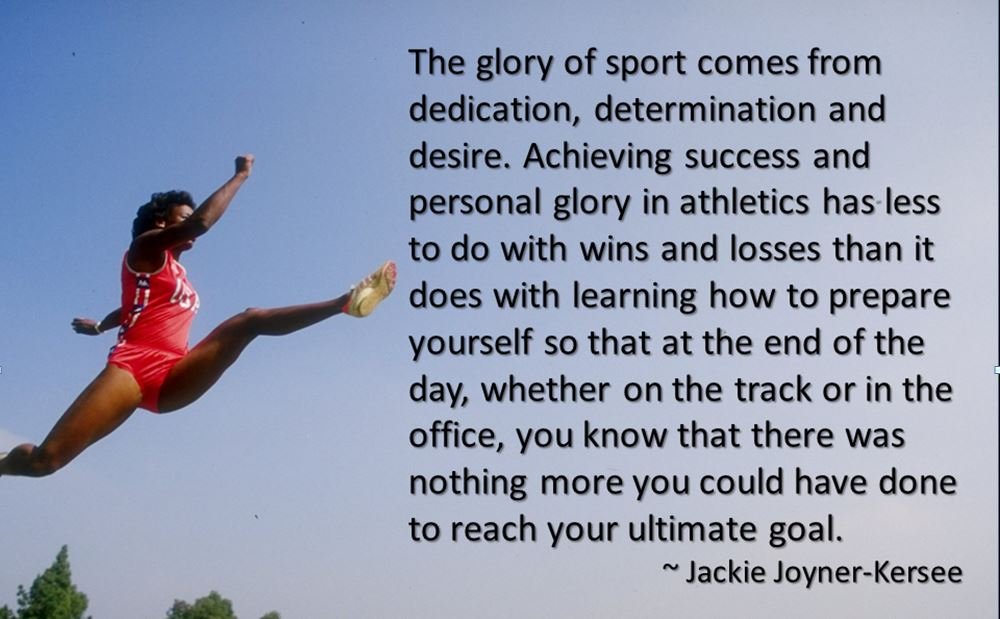 The glory of sport comes from
dedication, determination and
desire. Achieving success and
personal glory in athletics has less
to do with wins and losses than it
does with learning how to prepare
yourself so that at the end of the
day, whether on the track or in the
office, you know that there was
nothing more you could have done
to reach your ultimate goal.
~ Jackie Joyner-Kersee